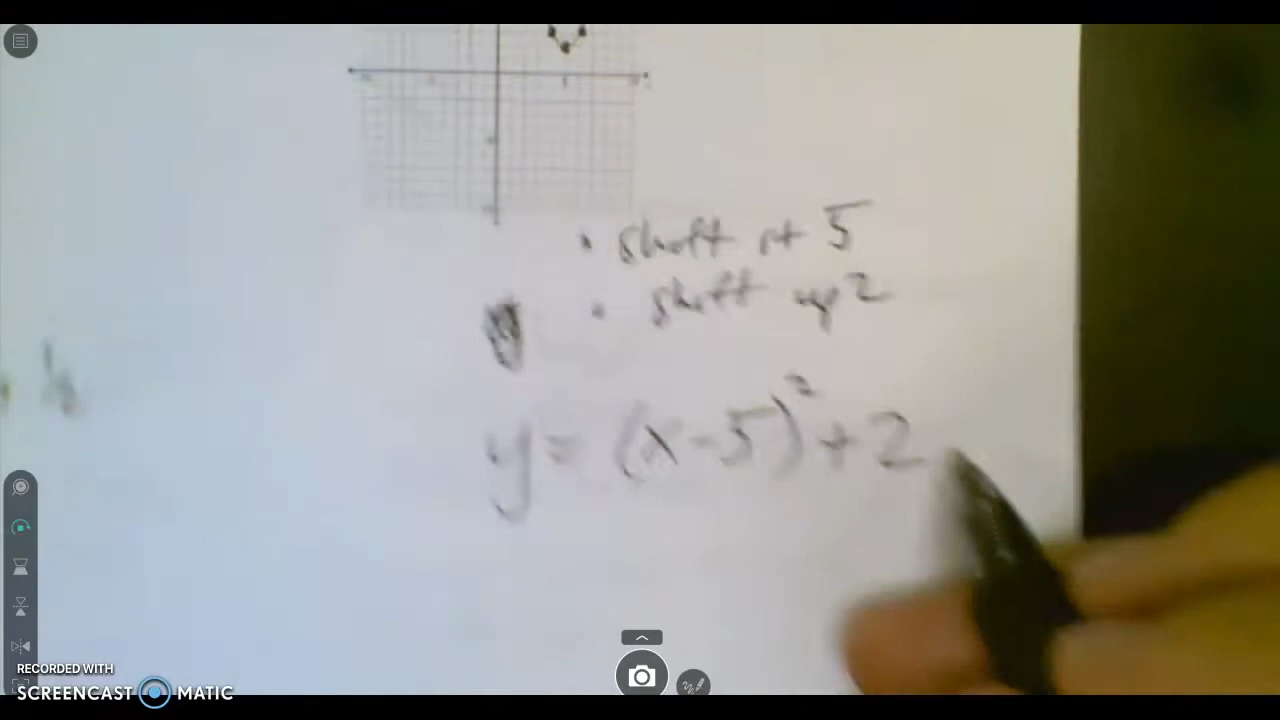 • shift rt 5
• shift up 2
y
y = (x-5)² + 2
RECORDED WITH
SCREENCAST MATIC